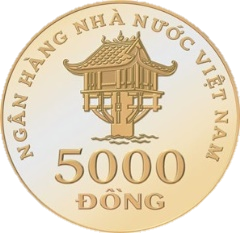 NGÂN HÀNG NHÀ NƯỚC VIỆT NAM
5000
ĐỒNG